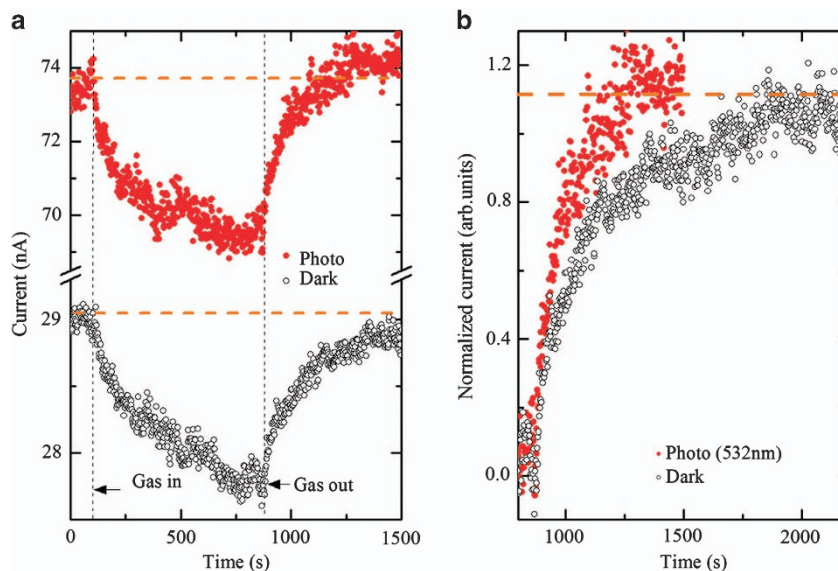 a
74
72
70
29
28
Current (nA)
Photo
Dark
Gas in
Gas out
0
500
1000
1500
Time (s)
b
1.2
0.8
0.4
0.0
Normalized current (arb.units)
Photo (532nm)
Dark
1000
1500
2000
Time (s)